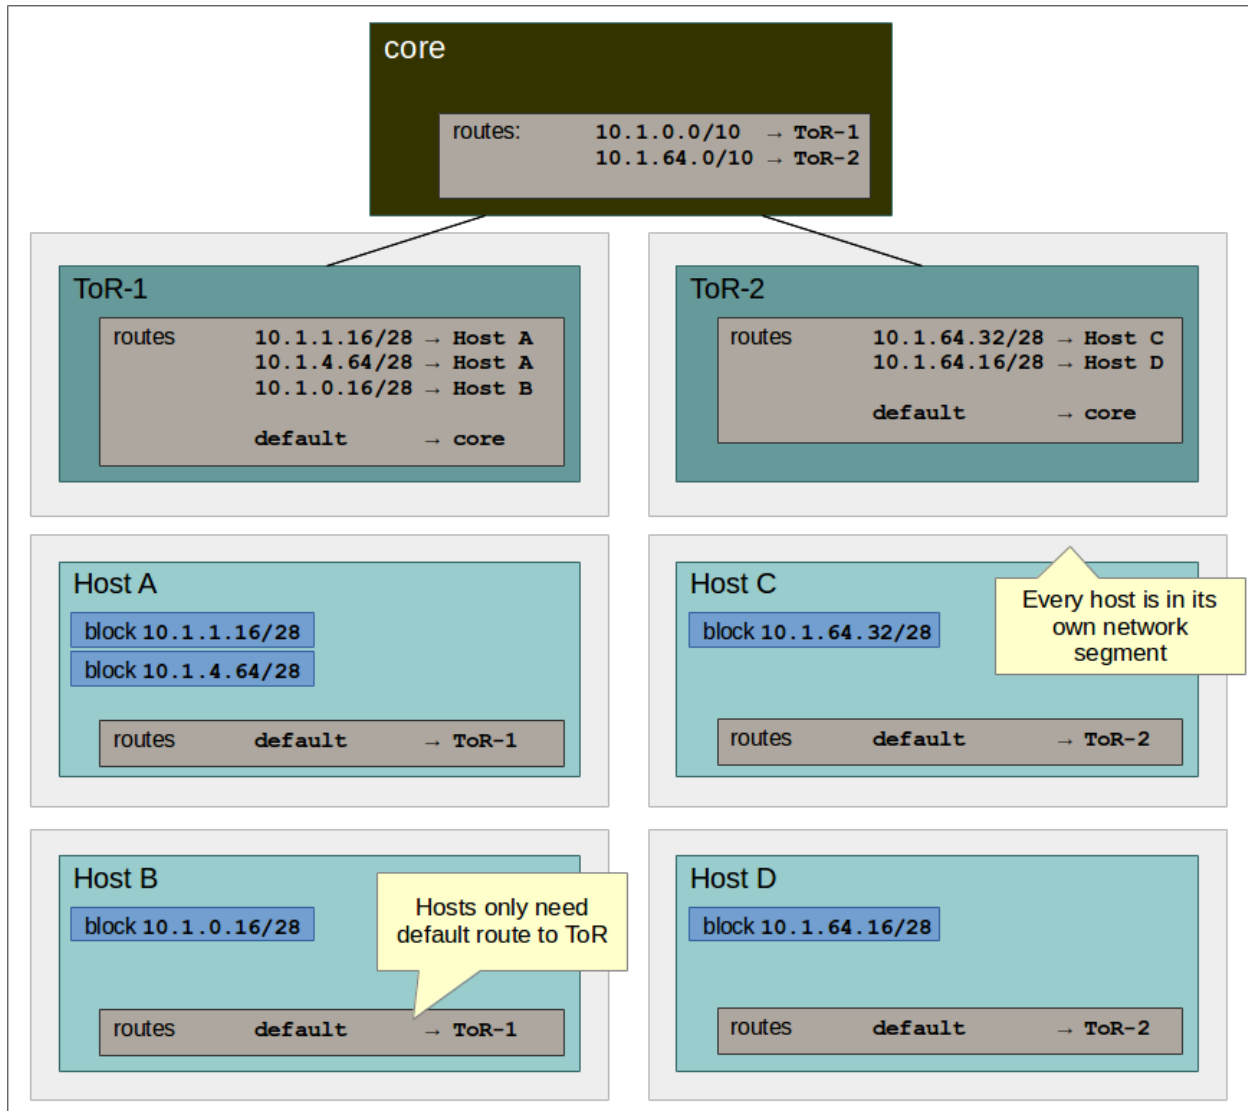 core
routes: 10.1.0.0/10 → ToR-1
10.1.64.0/10 → ToR-2
ToR-1
routes 10.1.1.16/28 → Host A
10.1.4.64/28 → Host A
10.1.0.16/28 → Host B
default → core
ToR-2
routes 10.1.64.32/28 → Host C
10.1.64.16/28 → Host D
default → core
Host A
block 10.1.1.16/28
block 10.1.4.64/28
routes default → ToR-1
Host C
block 10.1.64.32/28
Every host is in its
own network
segment
routes default → ToR-2
Host B
block 10.1.0.16/28
Hosts only need
default route to ToR
routes default → ToR-1
Host D
block 10.1.64.16/28
routes default → ToR-2